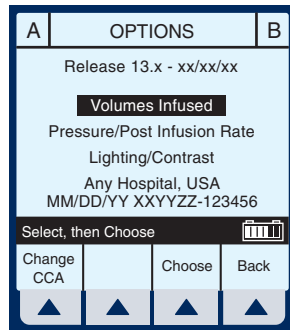 A OPTIONS B
Release 13.x - xx/xx/xx
Volumes Infused
Pressure/Post Infusion Rate
Lighting/Contrast
Any Hospital, USA
MM/DD/YY XXYYZZ-123456
Select, then Choose
Change
CCA
Choose
Back